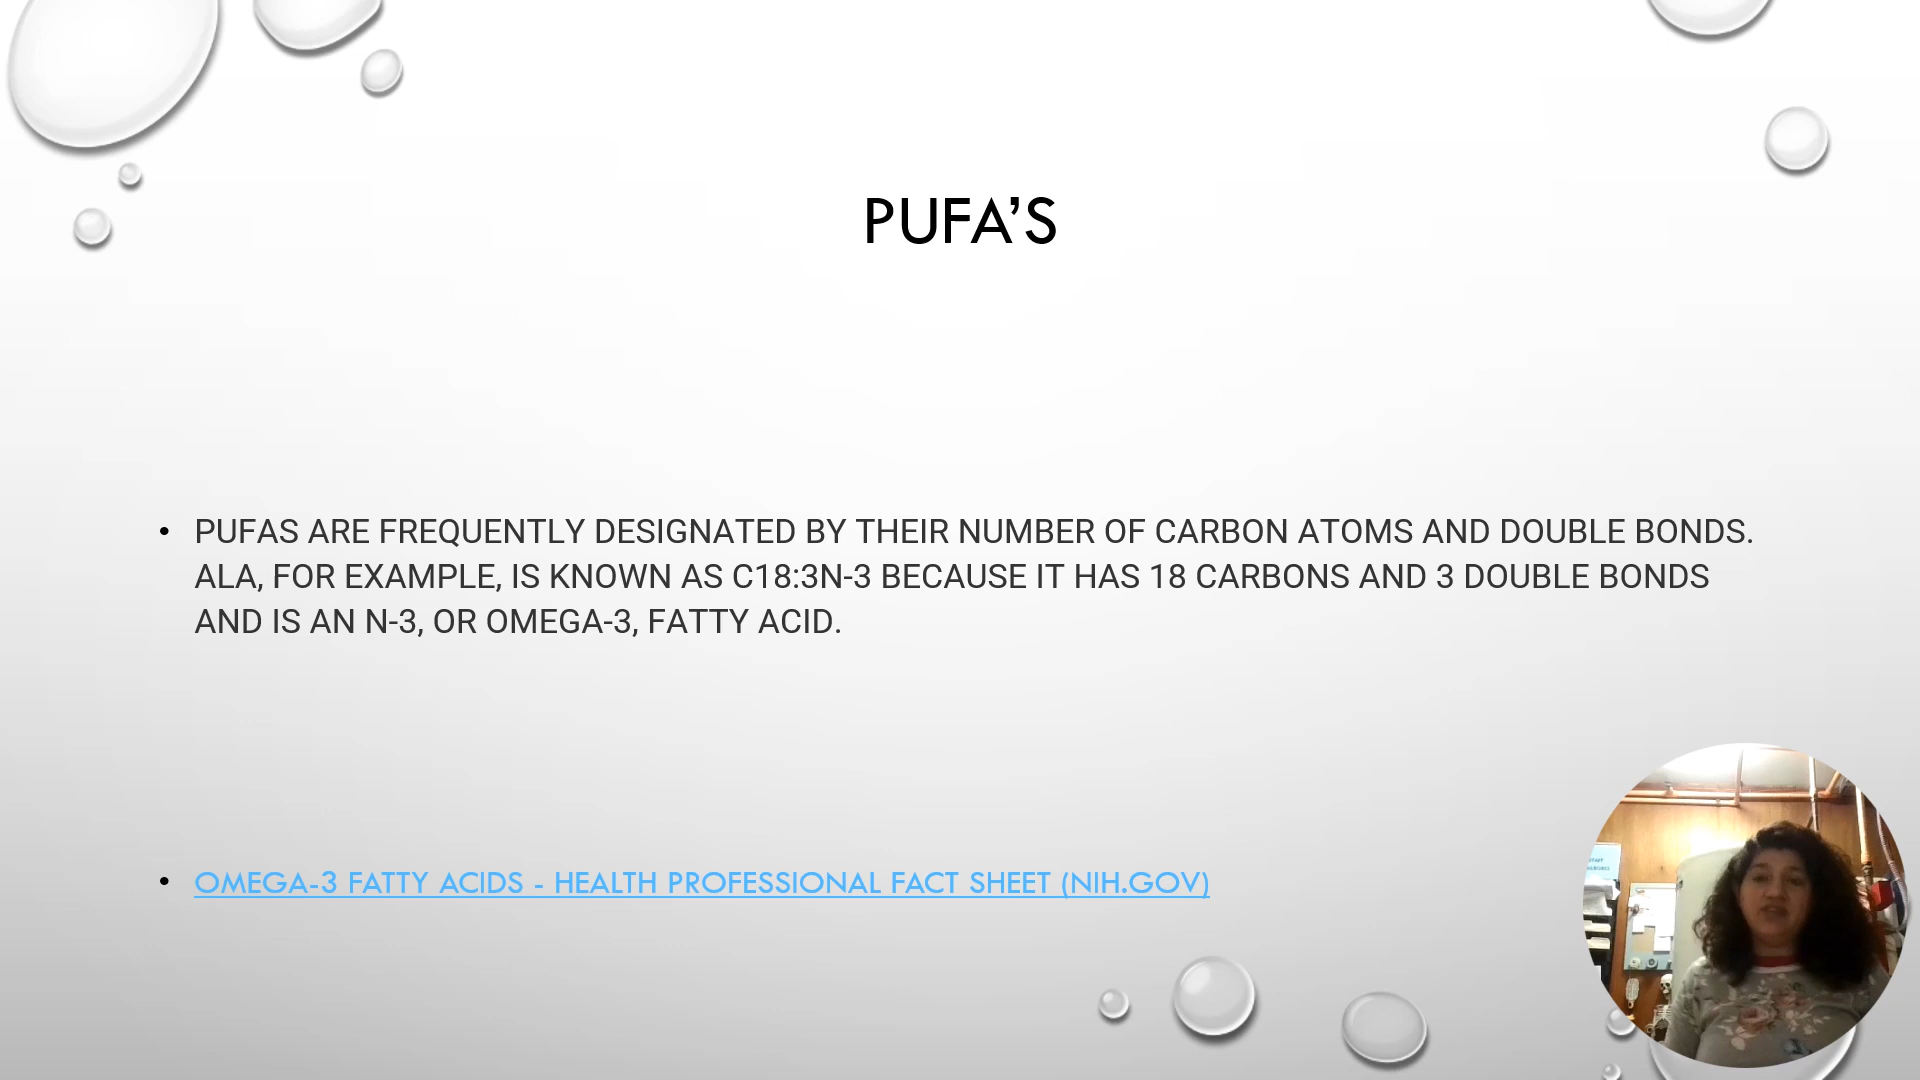 PUFA’S
• PUFAS ARE FREQUENTLY DESIGNATED BY THEIR NUMBER OF CARBON ATOMS AND DOUBLE BONDS.
ALA, FOR EXAMPLE, IS KNOWN AS C18:3N-3 BECAUSE IT HAS 18 CARBONS AND 3 DOUBLE BONDS
AND IS AN N-3, OR OMEGA-3, FATTY ACID.
• OMEGA-3 FATTY ACIDS - HEALTH PROFESSIONAL FACT SHEET (NIH.GOV)